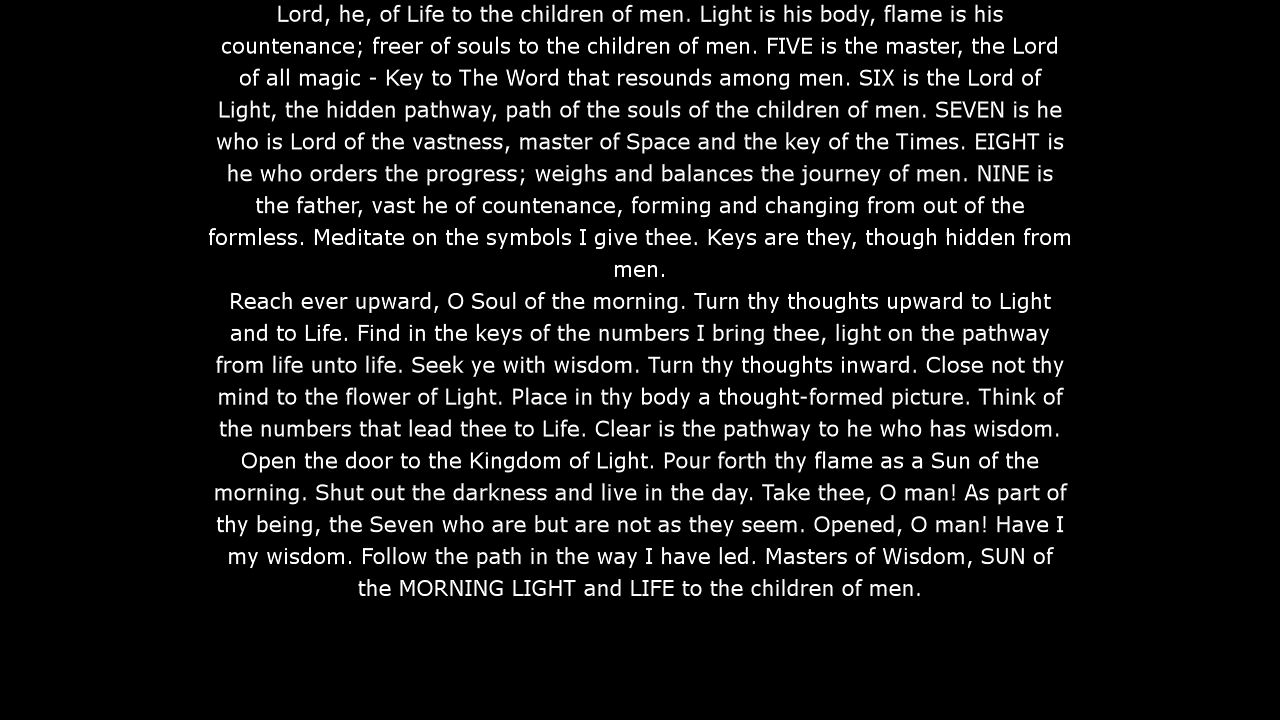 Lord, he, of Life to the children of men. Light is his body, flame is his
countenance; freer of souls to the children of men. FIVE is the master, the Lord
of all magic - Key to The Word that resounds among men. SIX is the Lord of
Light, the hidden pathway, path of the souls of the children of men. SEVEN is he
who is Lord of the vastness, master of Space and the key of the Times. EIGHT is
he who orders the progress; weighs and balances the journey of men. NINE is
the father, vast he of countenance, forming and changing from out of the
formless. Meditate on the symbols I give thee. Keys are they, though hidden from
men.
Reach ever upward, O Soul of the morning. Turn thy thoughts upward to Light
and to Life. Find in the keys of the numbers I bring thee, light on the pathway
from life unto life. Seek ye with wisdom. Turn thy thoughts inward. Close not thy
mind to the flower of Light. Place in thy body a thought-formed picture. Think of
the numbers that lead thee to Life. Clear is the pathway to he who has wisdom.
Open the door to the Kingdom of Light. Pour forth thy flame as a Sun of the
morning. Shut out the darkness and live in the day. Take thee, O man! As part of
thy being, the Seven who are but are not as they seem. Opened, O man! Have I
my wisdom. Follow the path in the way I have led. Masters of Wisdom, SUN of
the MORNING LIGHT and LIFE to the children of men.